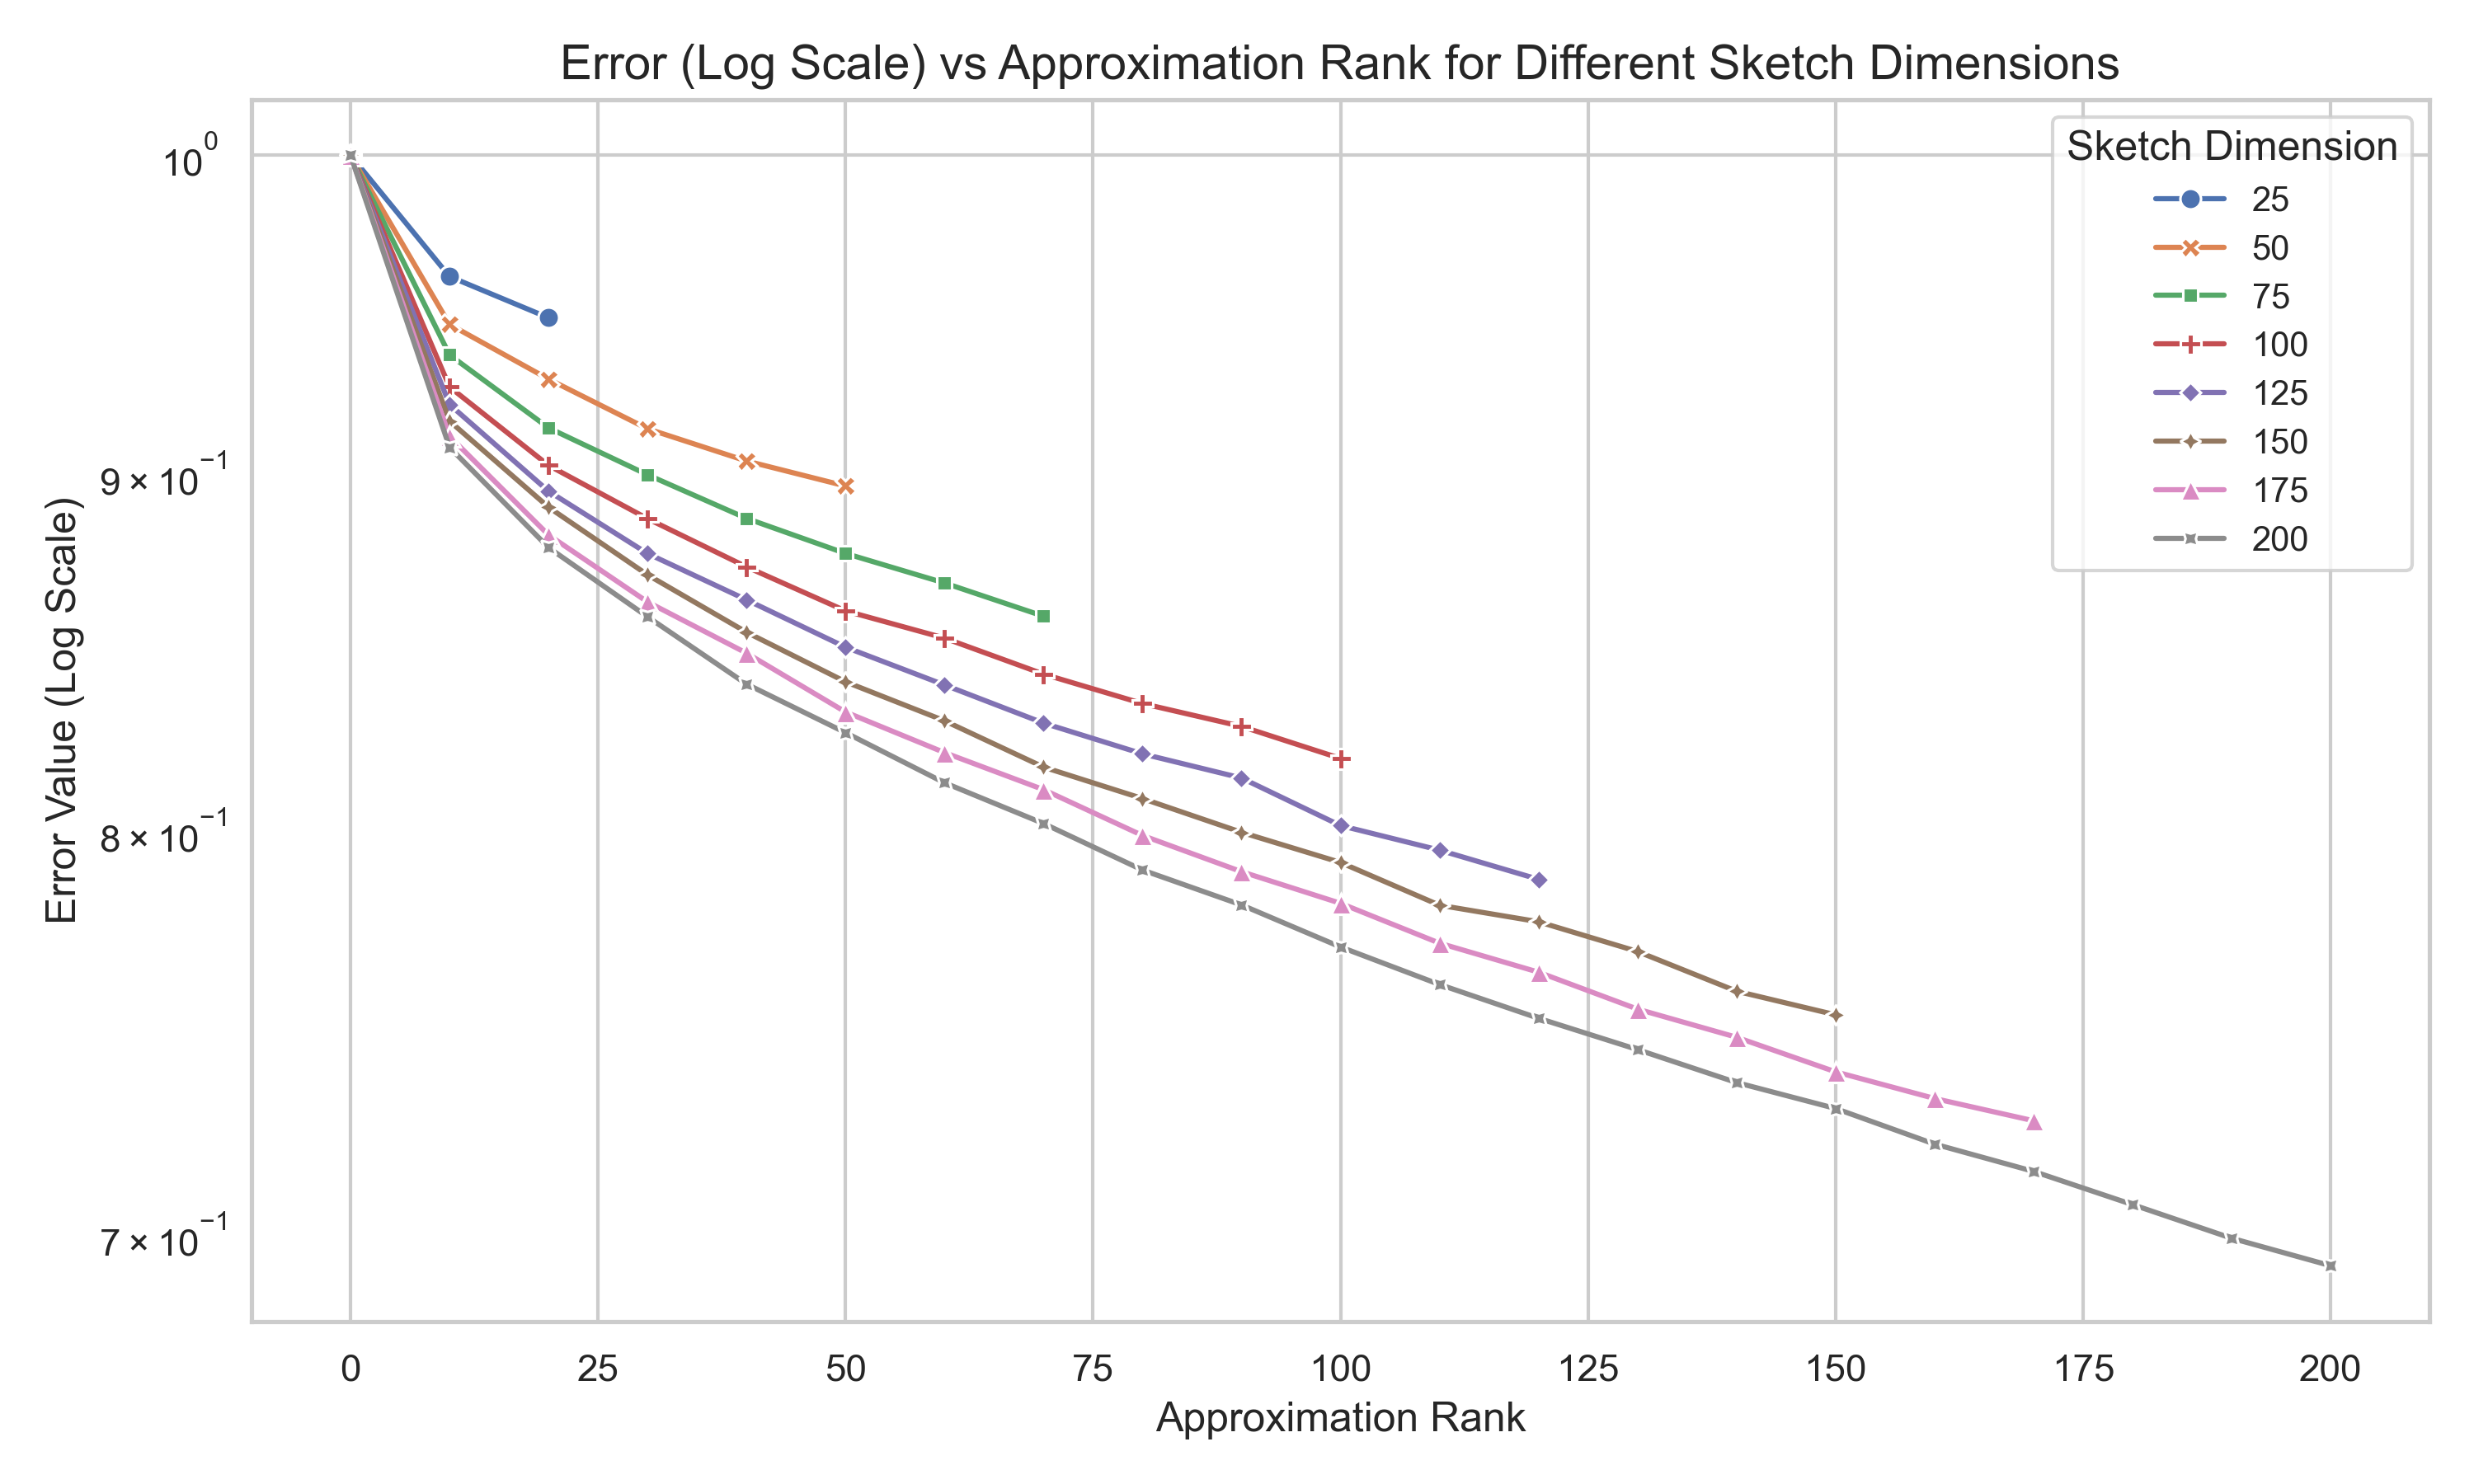 Error (Log Scale) vs Approximation Rank for Different Sketch Dimensions
Error Value (Log Scale)
10⁰
9 × 10⁻¹
8 × 10⁻¹
7 × 10⁻¹
Sketch Dimension
25
50
75
100
125
150
175
200
0 25 50 75 100 125 150 175 200
Approximation Rank